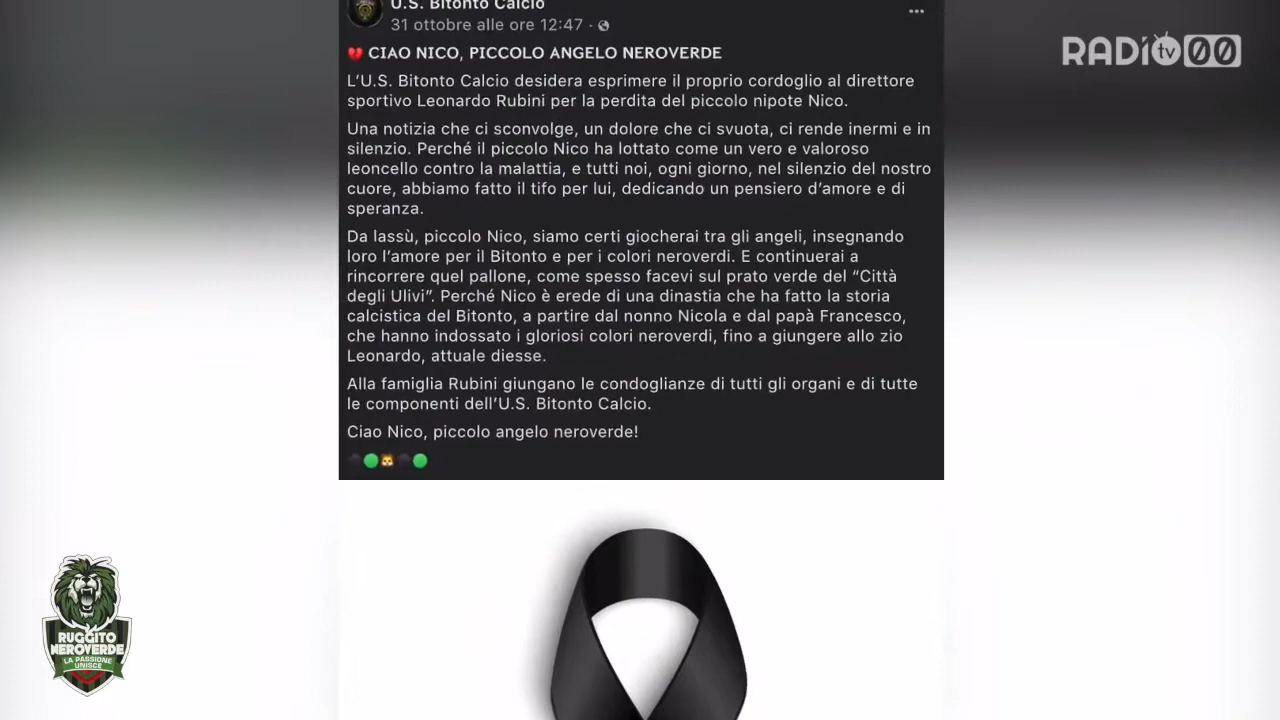 U.S. Bitonto Calcio
31 ottobre alle ore 12:47 ·
RADIO tv 00
CIAO NICO, PICCOLO ANGELO NEROVERDE
L'U.S. Bitonto Calcio desidera esprimere il proprio cordoglio al direttore
sportivo Leonardo Rubini per la perdita del piccolo nipote Nico.
Una notizia che ci sconvolge, un dolore che ci svuota, ci rende inermi e in
silenzio. Perché il piccolo Nico ha lottato come un vero e valoroso
leoncello contro la malattia, e tutti noi, ogni giorno, nel silenzio del nostro
cuore, abbiamo fatto il tifo per lui, dedicando un pensiero d'amore e di
speranza.
Da lassù, piccolo Nico, siamo certi giocherai tra gli angeli, insegnando
loro l'amore per il Bitonto e per i colori neroverdi. E continuerai a
rincorrere quel pallone, come spesso facevi sul prato verde del “Città
degli Ulivi”. Perché Nico è erede di una dinastia che ha fatto la storia
calcistica del Bitonto, a partire dal nonno Nicola e dal papà Francesco,
che hanno indossato i gloriosi colori neroverdi, fino a giungere allo zio
Leonardo, attuale diesse.
Alla famiglia Rubini giungano le condoglianze di tutti gli organi e di tutte
le componenti dell'U.S. Bitonto Calcio.
Ciao Nico, piccolo angelo neroverde!
RUGGITO
NEROVERDE
LA PASSIONE
UNISCE